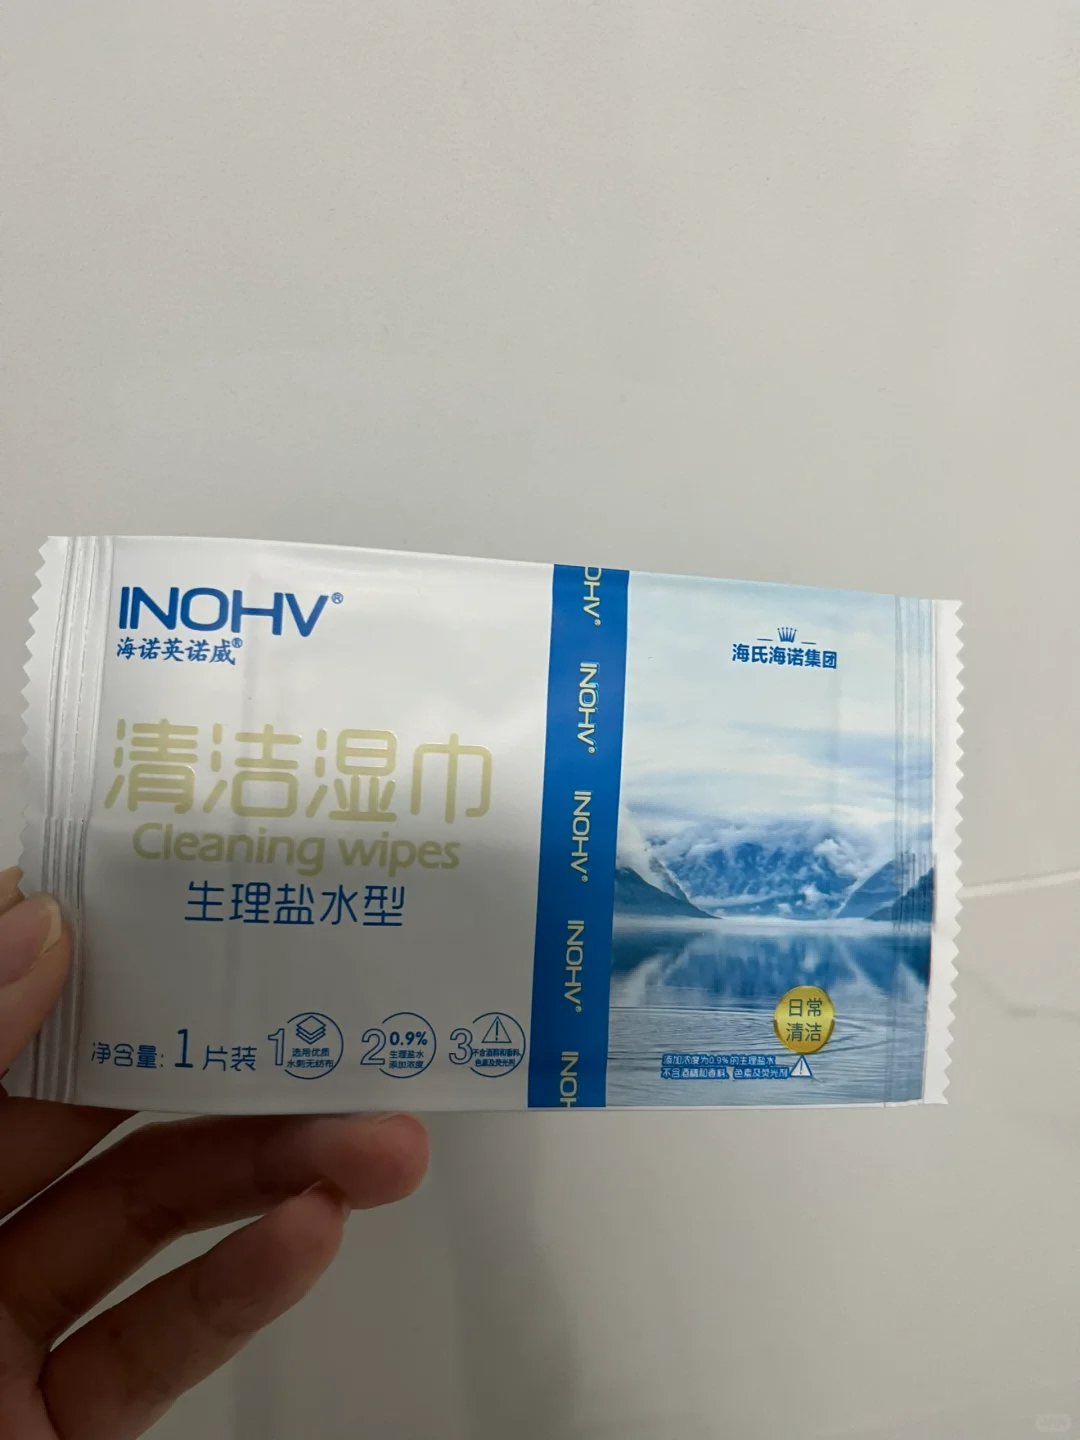 INOHV®
海诺英诺威®
清洁湿巾
Cleaning wipes
生理盐水型
净含量: 1片装
1 选用优质
水刺无纺布
2 0.9%
生理盐水
添加浓度
3 不含酒精和香料,
色素及荧光剂
OHV®
INOHV®
INOHV®
INOHV®
INOH
海氏海诺集团
日常
清洁
添加浓度为0.9%的生理盐水
不含酒精和香料, 色素及荧光剂